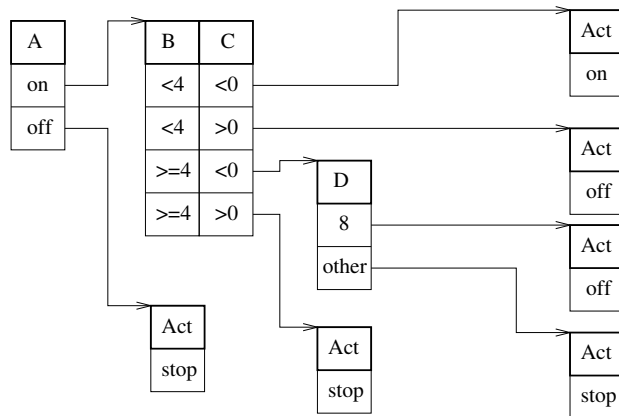 A
on
off
B C
<4 <0
<4 >0
>=4 <0
>=4 >0
D
8
other
Act
on
Act
off
Act
off
Act
stop
Act
stop
Act
stop